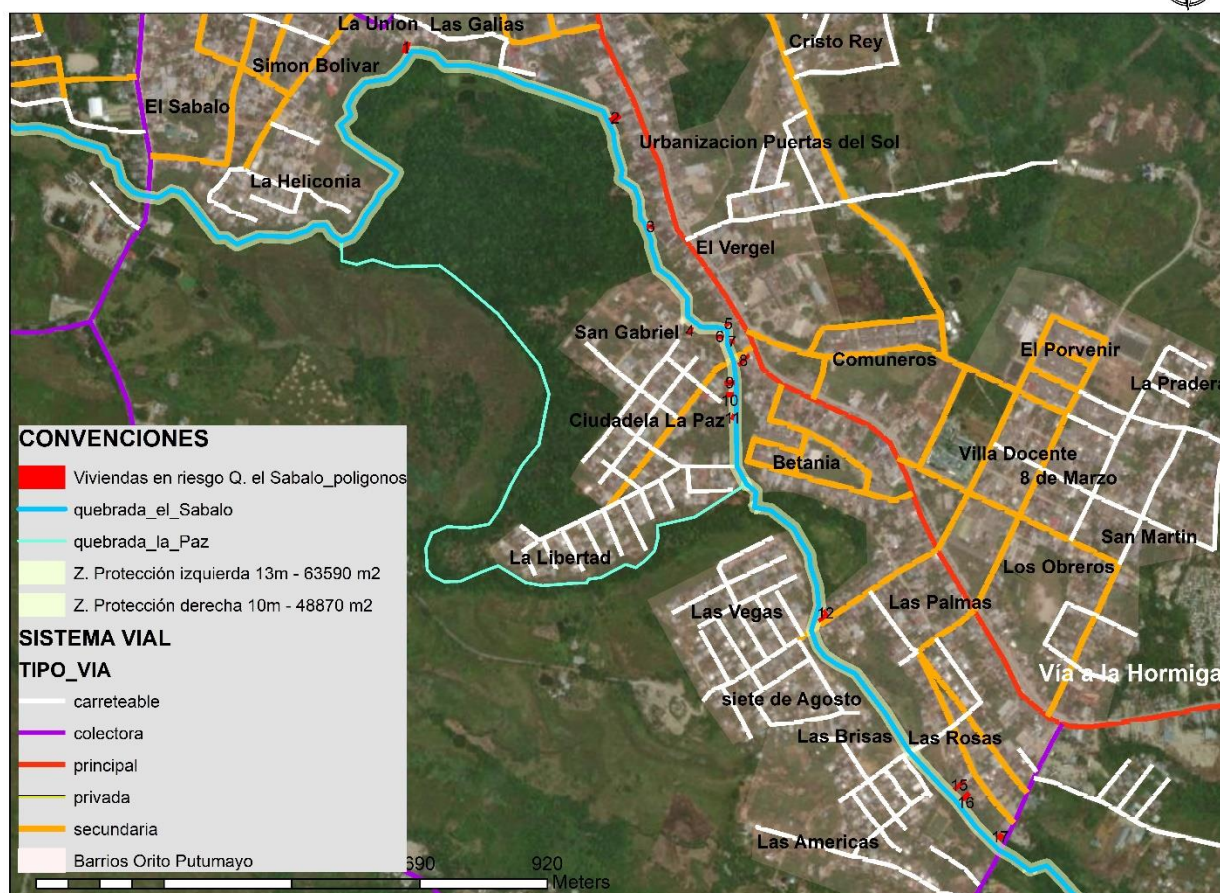 La Union Las Galias
1
Cristo Rey
Simon Bolivar
El Sabalo
2
Urbanizacion Puertas del Sol
La Heliconia
3
El Vergel
San Gabriel
4
5
6
7
8
Comuneros
El Porvenir
La Pradera
9
10
11
Ciudadela La Paz
Betania
Villa Docente
8 de Marzo
San Martin
La Libertad
Los Obreros
Las Vegas
12
Las Palmas
Vía a la Hormiga
siete de Agosto
Las Brisas
Las Rosas
15
16
17
Las Americas
CONVENCIONES
Viviendas en riesgo Q. el Sabalo_poligonos
quebrada_el_Sabalo
quebrada_la_Paz
Z. Protección izquierda 13m - 63590 m2
Z. Protección derecha 10m - 48870 m2
SISTEMA VIAL
TIPO_VIA
carreteable
colectora
principal
privada
secundaria
Barrios Orito Putumayo
690 920
Meters